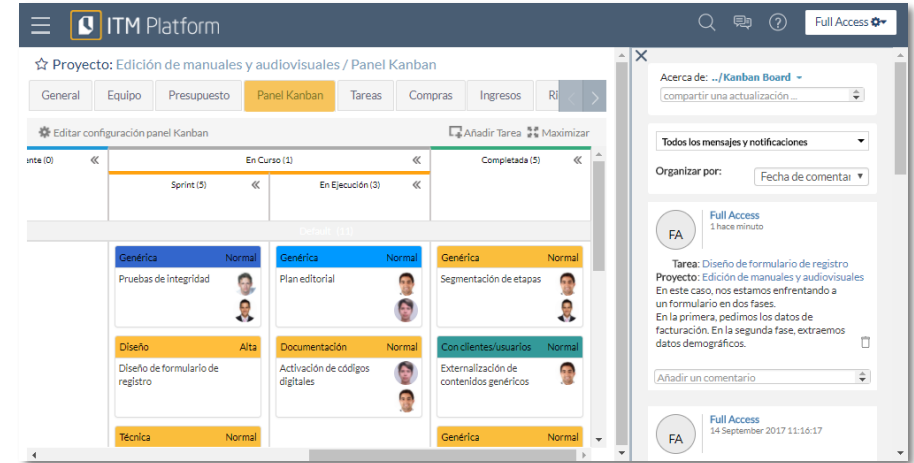 ITM Platform
Full Access
Proyecto: Edición de manuales y audiovisuales / Panel Kanban
General Equipo Presupuesto Panel Kanban Tareas Compras Ingresos Ri
Editar configuración panel Kanban Añadir Tarea Maximizar
ente (0) En Curso (1) Completada (5)
Sprint (5) En Ejecución (3)
Default (11)
Genérica Normal
Pruebas de integridad
Genérica Normal
Plan editorial
Genérica Normal
Segmentación de etapas
Diseño Alta
Diseño de formulario de
registro
Documentación Normal
Activación de códigos
digitales
Con clientes/usuarios Normal
Externalización de
contenidos genéricos
Técnica Normal
Genérica Normal
Acerca de: ../Kanban Board
compartir una actualización ...
Todos los mensajes y notificaciones
Organizar por: Fecha de comentar
FA
Full Access
1 hace minuto
Tarea: Diseño de formulario de registro
Proyecto: Edición de manuales y audiovisuales
En este caso, nos estamos enfrentando a
un formulario en dos fases.
En la primera, pedimos los datos de
facturación. En la segunda fase, extraemos
datos demográficos.
Añadir un comentario
FA
Full Access
14 September 2017 11:16:17